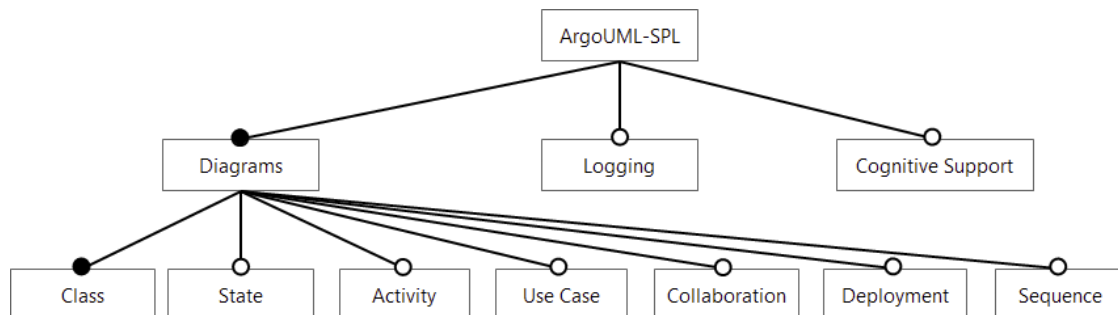 ArgoUML-SPL
Diagrams
Logging
Cognitive Support
Class
State
Activity
Use Case
Collaboration
Deployment
Sequence